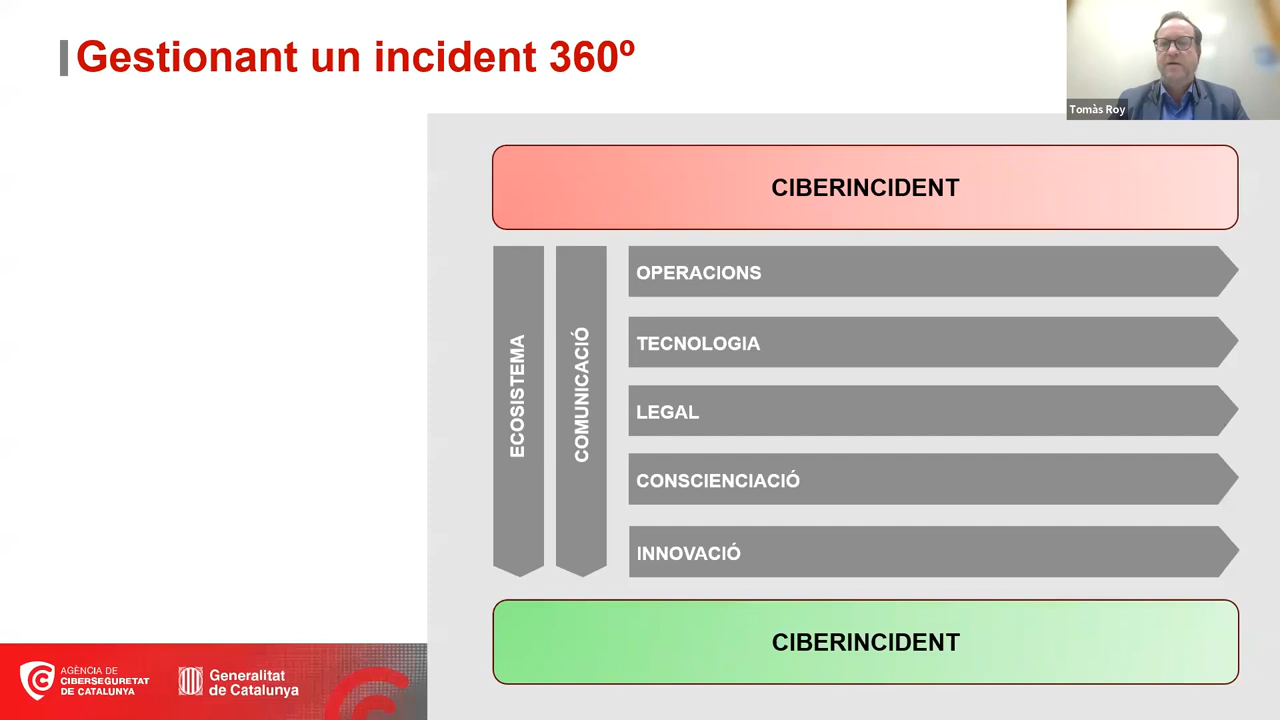 Gestionant un incident 360º
Tomàs Roy
CIBERINCIDENT
ECOSISTEMA
COMUNICACIÓ
OPERACIONS
TECNOLOGIA
LEGAL
CONSCIENCIACIÓ
INNOVACIÓ
CIBERINCIDENT
AGÈNCIA DE
CIBERSEGURETAT
DE CATALUNYA
Generalitat
de Catalunya